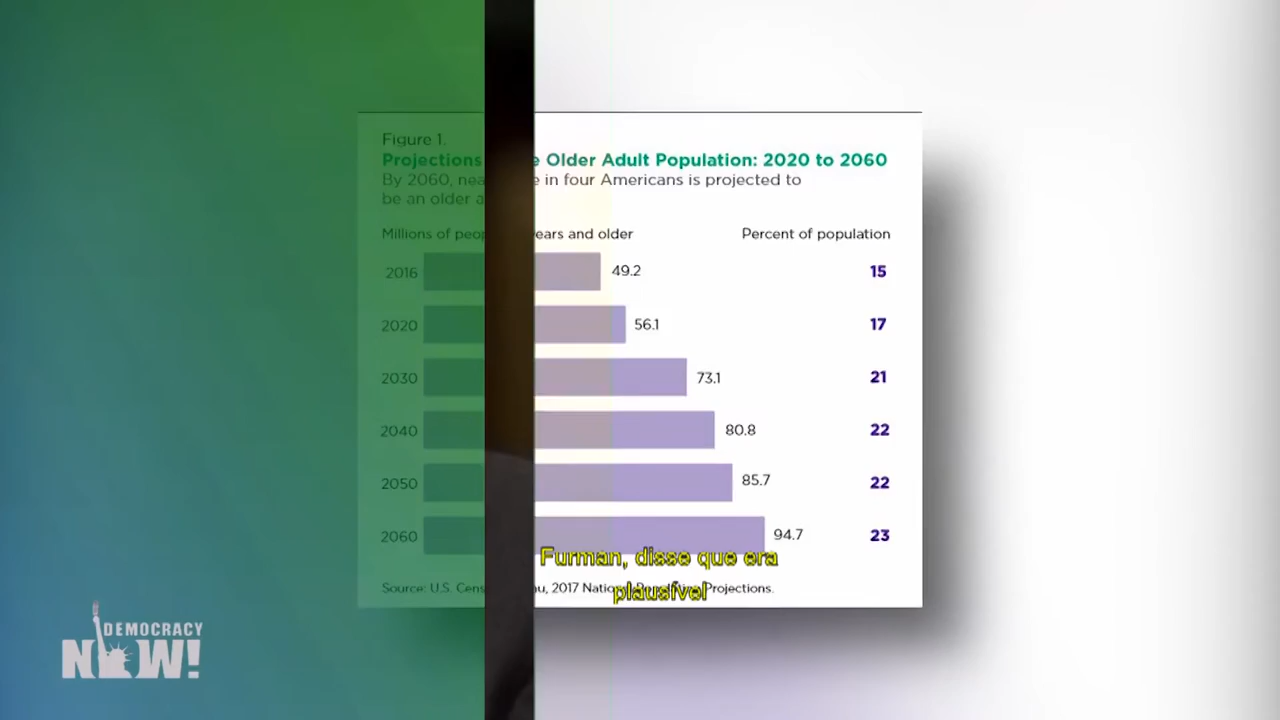 Figure 1.
Projections e Older Adult Population: 2020 to 2060
By 2060, nea e in four Americans is projected to
be an older a
Millions of peop years and older Percent of population
2016 49.2 15
2020 56.1 17
2030 73.1 21
2040 80.8 22
2050 85.7 22
2060 94.7 23
Furman, disse que era
Source: U.S. Cens au, 2017 Projections.
plausível
DEMOCRACY
NOW!